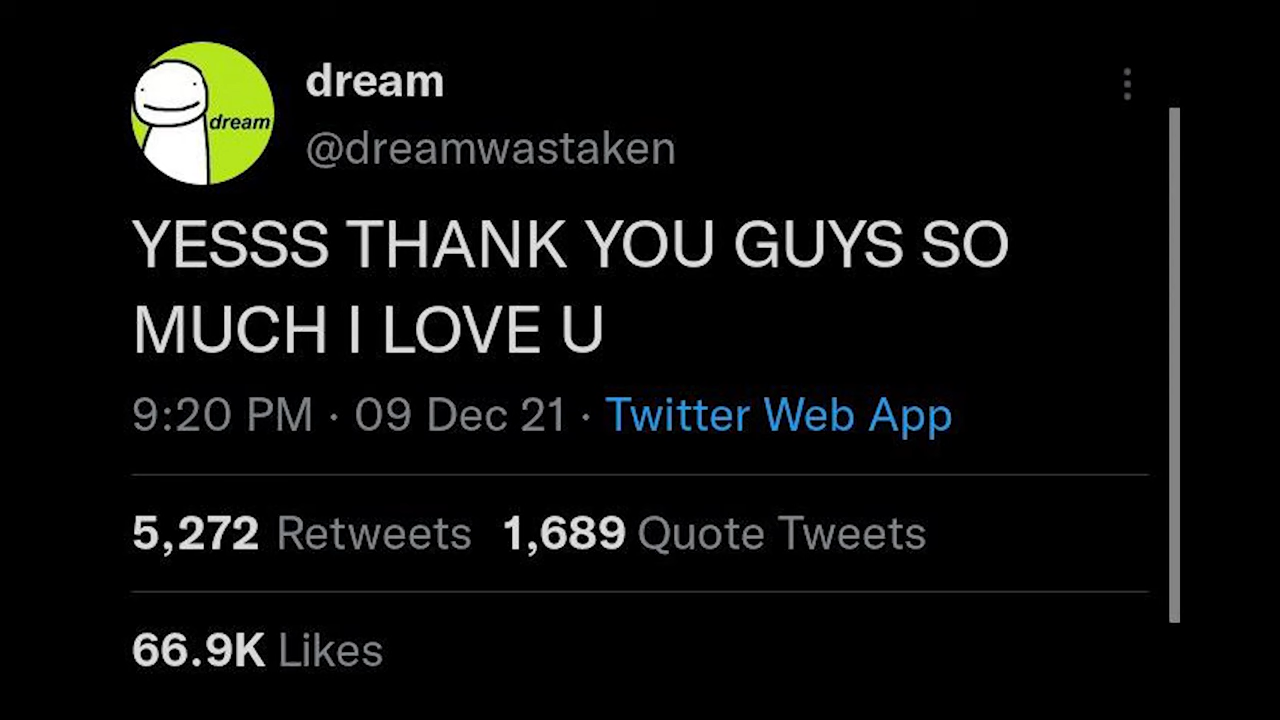 dream
dream
@dreamwastaken
YESSS THANK YOU GUYS SO
MUCH I LOVE U
9:20 PM · 09 Dec 21 · Twitter Web App
5,272 Retweets 1,689 Quote Tweets
66.9K Likes